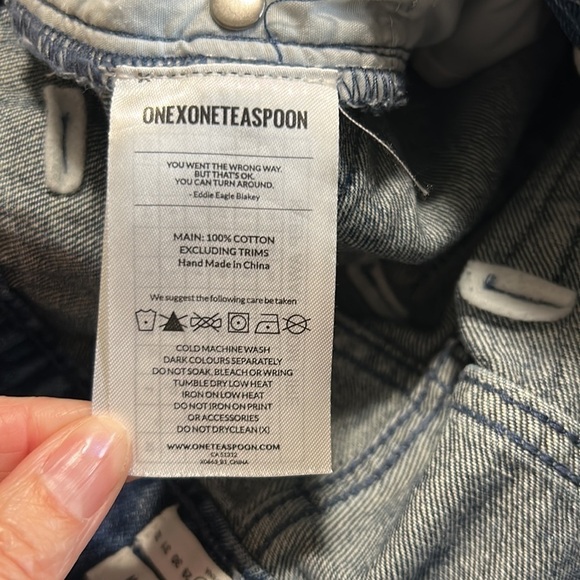 ONEXONETEASPOON
YOU WENT THE WRONG WAY.
BUT THAT'S OK.
YOU CAN TURN AROUND.
- Eddie Eagle Blakey
MAIN: 100% COTTON
EXCLUDING TRIMS
Hand Made in China
We suggest the following care be taken
COLD MACHINE WASH
DARK COLOURS SEPARATELY
DO NOT SOAK, BLEACH OR WRING
TUMBLE DRY LOW HEAT
IRON ON LOW HEAT
DO NOT IRON ON PRINT
OR ACCESSORIES
DO NOT DRYCLEAN (X)
WWW.ONETEASPOON.COM